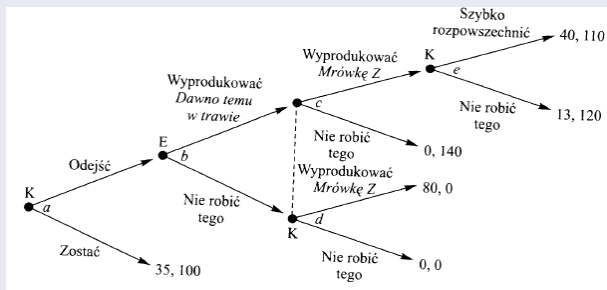 Szybko
rozpowszechnić
40, 110
K
e
Wyprodukować
Mrówkę Z
Nie robić
tego
13, 120
Wyprodukować
Dawno temu
w trawie
c
Nie robić
tego
0, 140
E
b
Odejść
Wyprodukować
Mrówkę Z
80, 0
Nie robić
tego
K
d
K
a
Nie robić
tego
0, 0
Zostać
35, 100